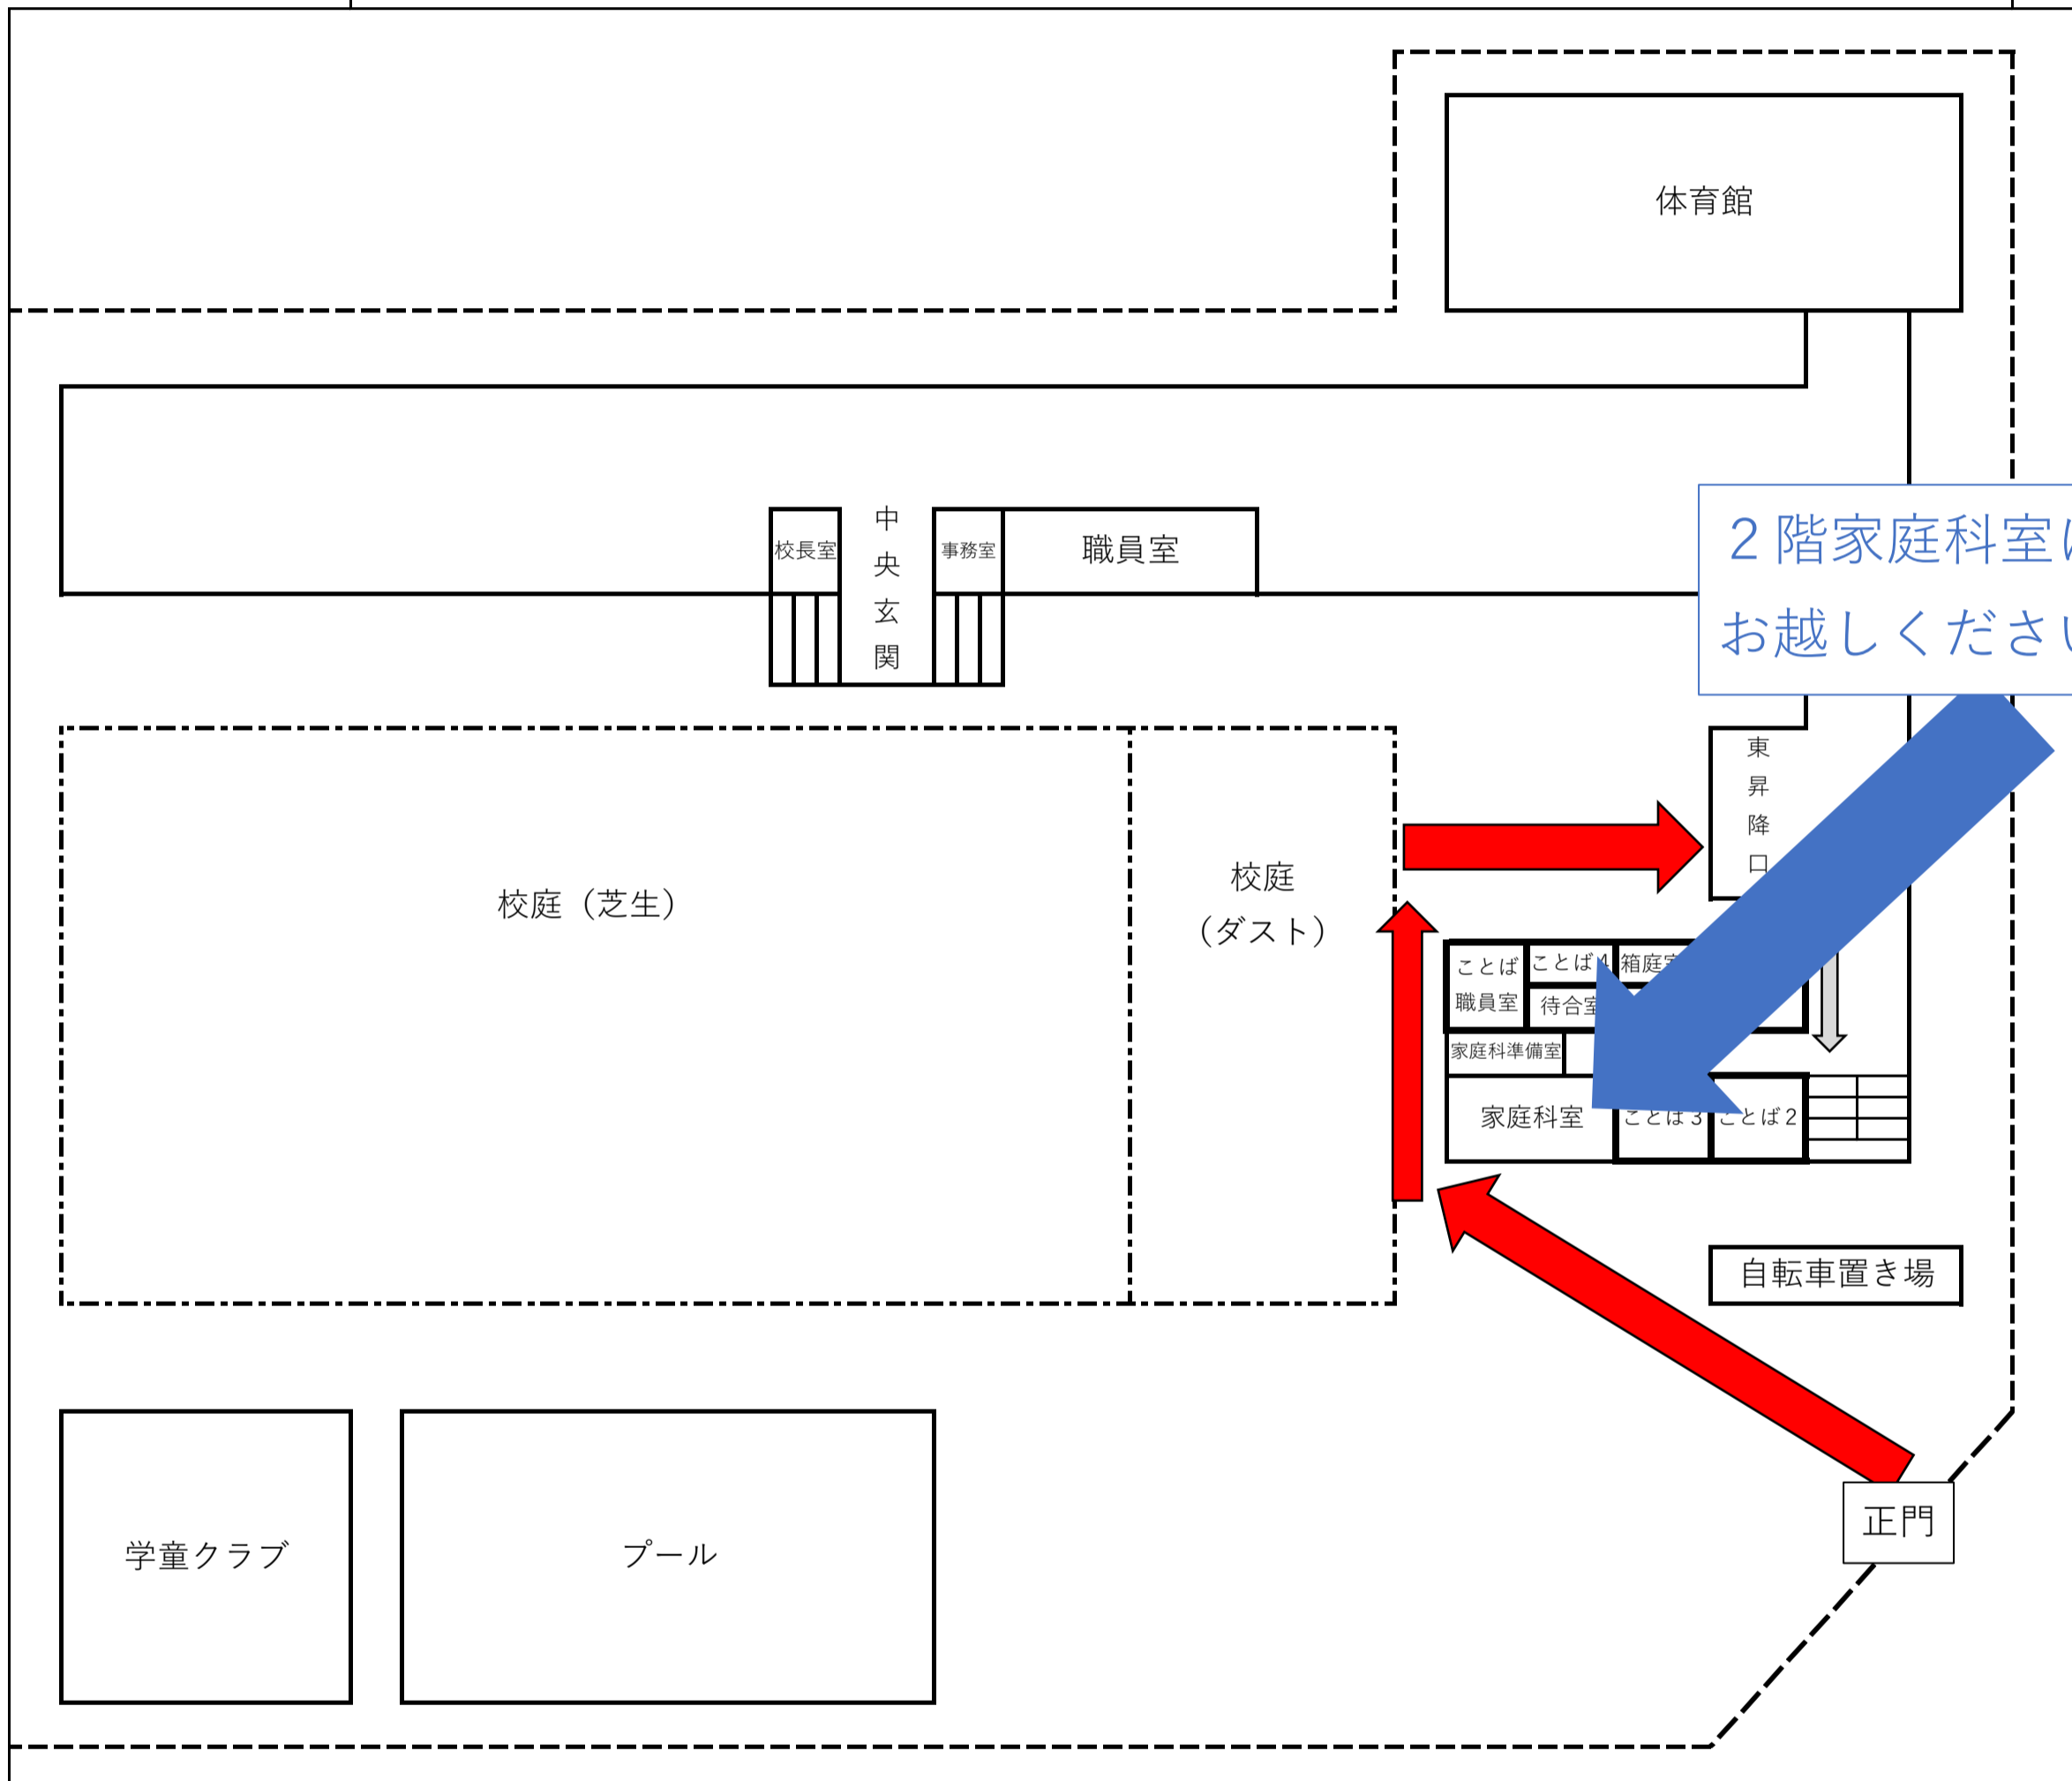 体育館
校長室
中央玄関
事務室
職員室
２階家庭科室に
お越しくださ
東昇降口
校庭（芝生）
校庭
（ダスト）
ことば
職員室
ことば4
箱庭室
待合室
家庭科準備室
家庭科室
ことば3
ことば2
自転車置き場
正門
学童クラブ
プール